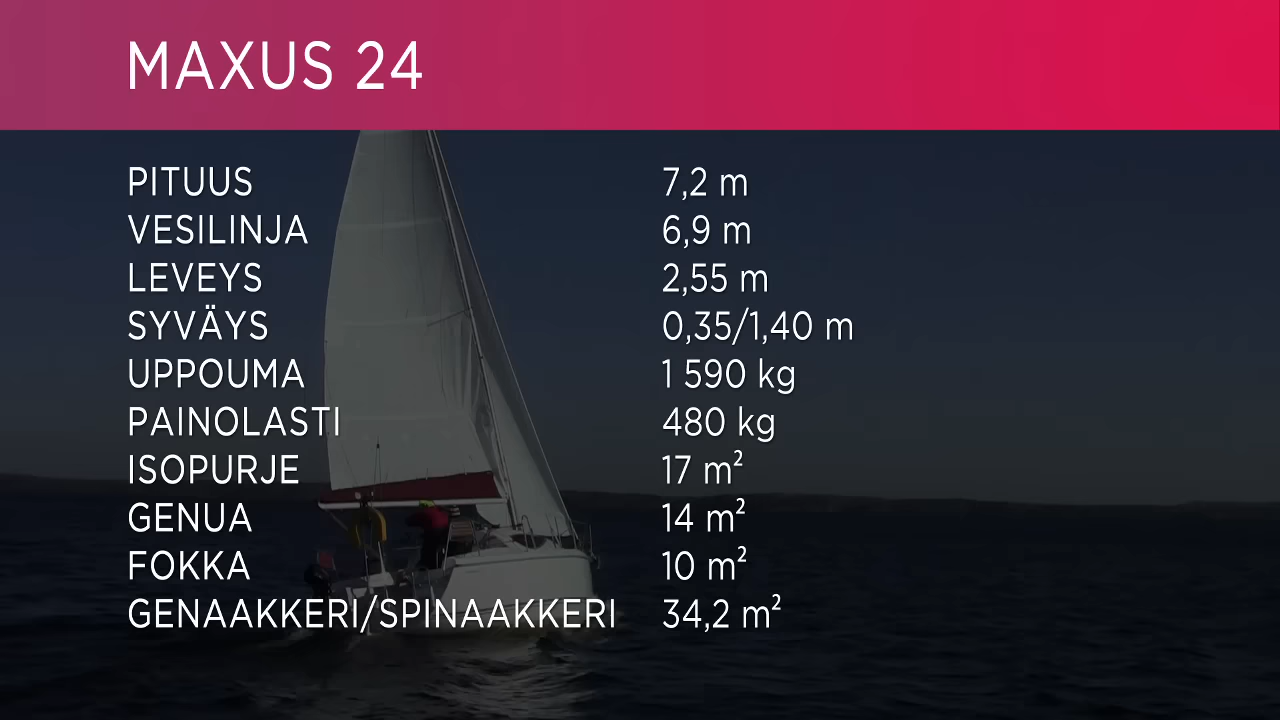 MAXUS 24
PITUUS 7,2 m
VESILINJA 6,9 m
LEVEYS 2,55 m
SYVÄYS 0,35/1,40 m
UPPOUMA 1 590 kg
PAINOLASTI 480 kg
ISOPURJE 17 m²
GENUA 14 m²
FOKKA 10 m²
GENAAKKERI/SPINAAKKERI 34,2 m²